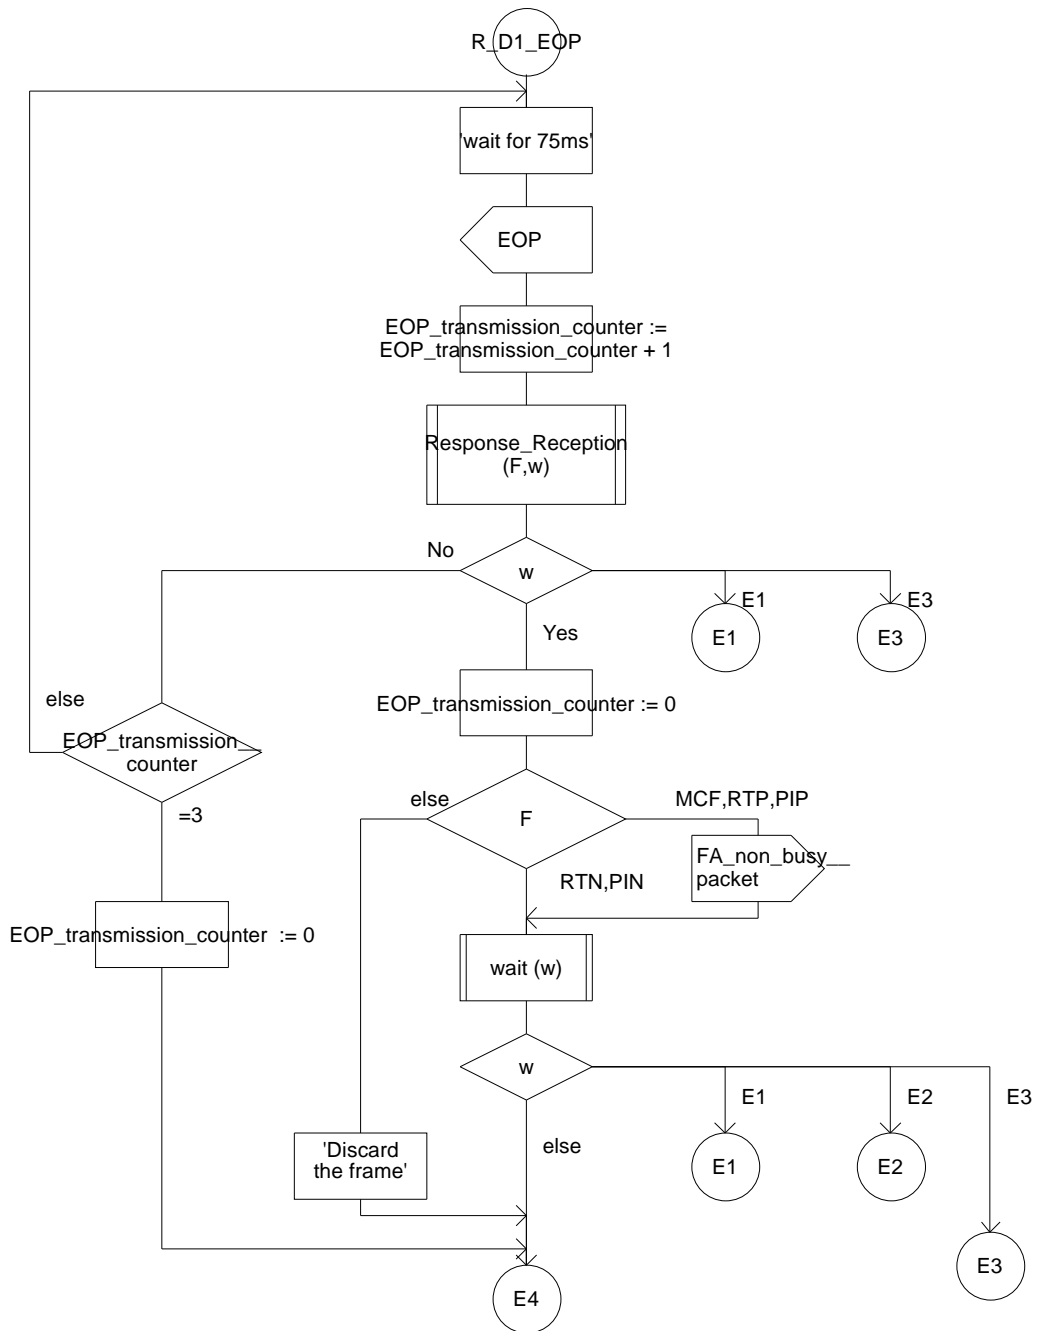 R_D1_EOP
'wait for 75ms'
EOP
EOP_transmission_counter :=
EOP_transmission_counter + 1
Response_Reception
(F,w)
No
w
E1
E3
E1
E3
Yes
EOP_transmission_counter := 0
else
EOP_transmission__
counter
=3
else
F
MCF,RTP,PIP
FA_non_busy__
packet
RTN,PIN
EOP_transmission_counter := 0
wait (w)
w
E1
E2
E3
else
'Discard
the frame'
E1
E2
E3
E4